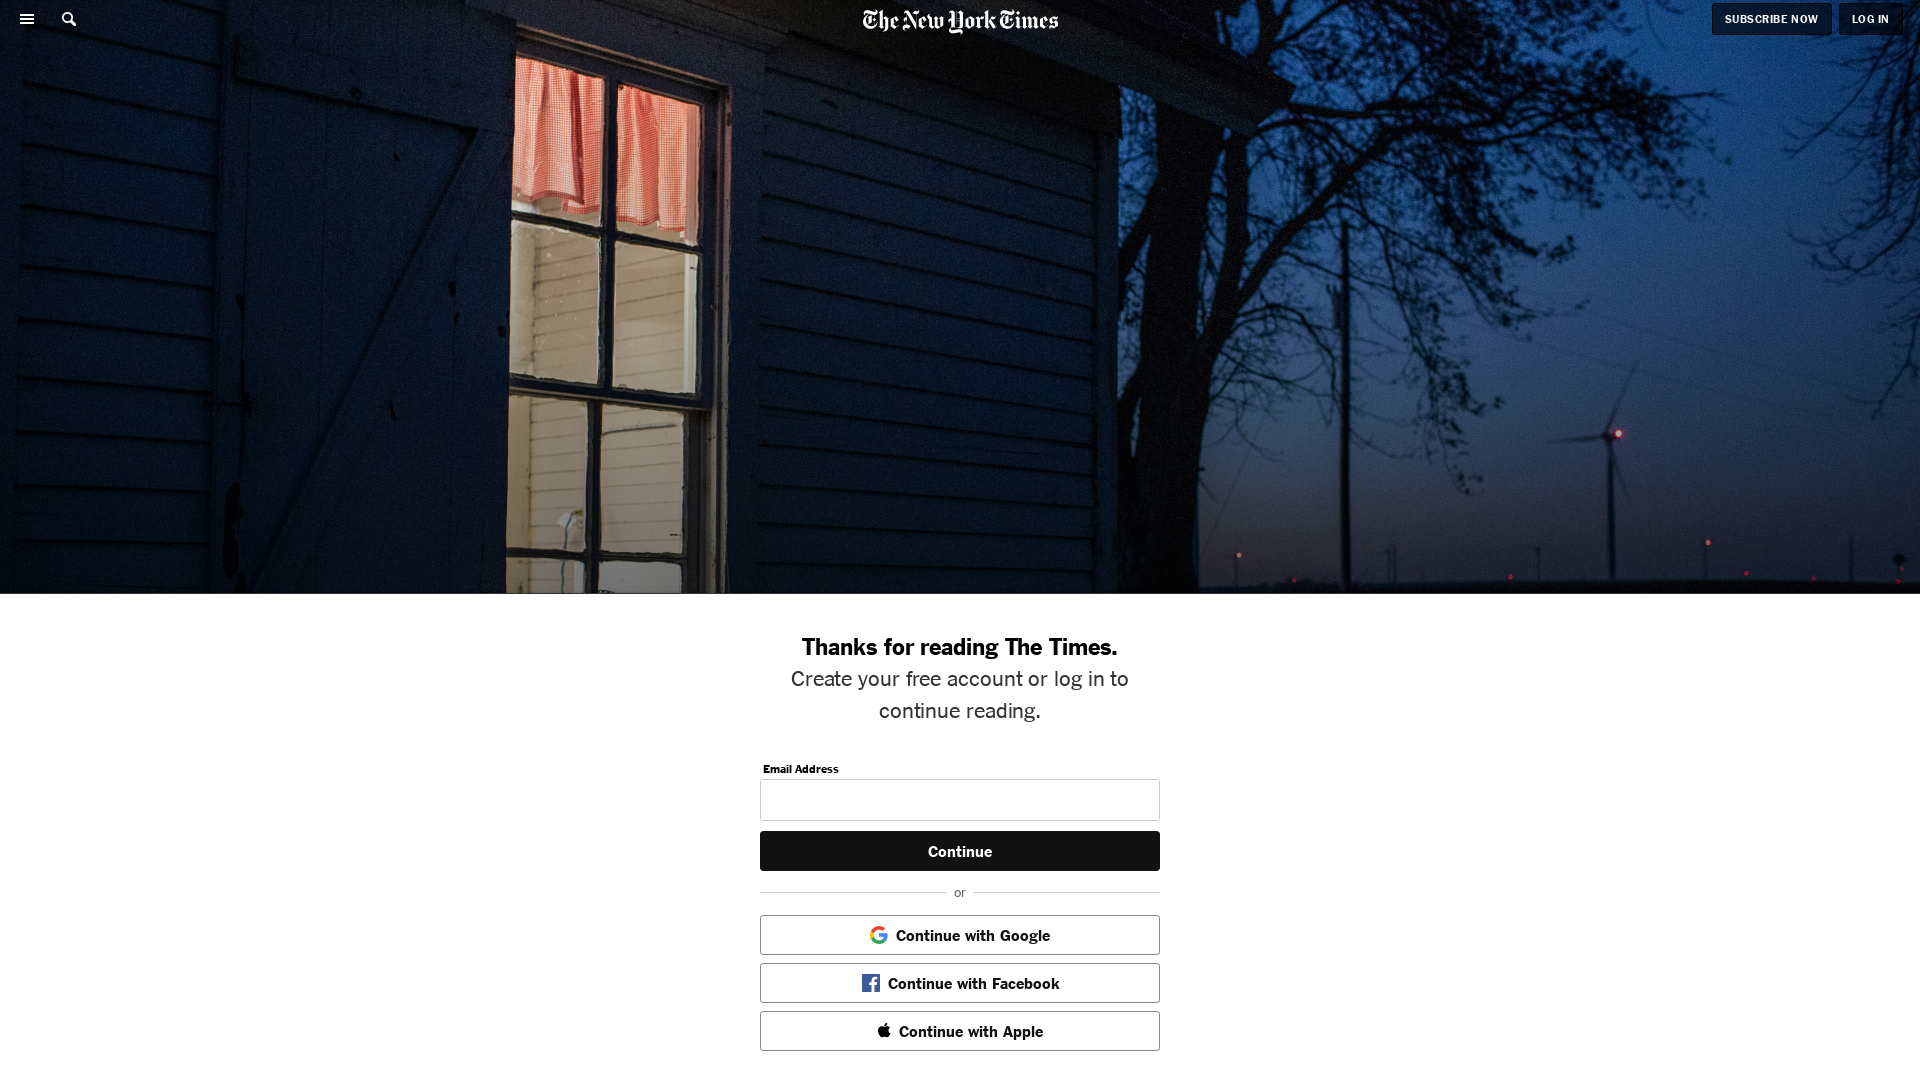 The New York Times
SUBSCRIBE NOW
LOG IN
Thanks for reading The Times.
Create your free account or log in to
continue reading.
Email Address
Continue
or
Continue with Google
Continue with Facebook
Continue with Apple